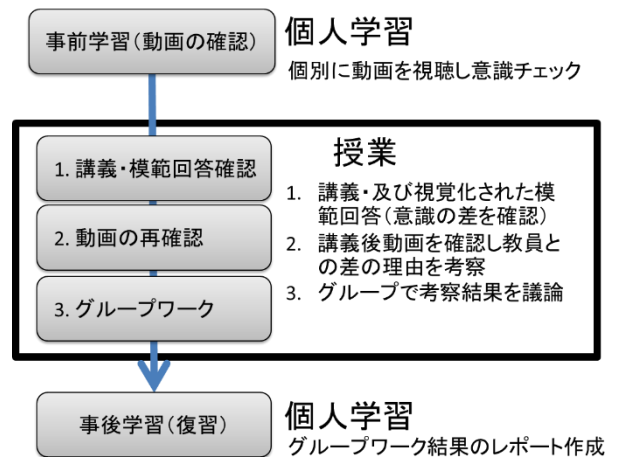 事前学習(動画の確認)
個人学習
個別に動画を視聴し意識チェック
1. 講義・模範回答確認
2. 動画の再確認
3. グループワーク
授業
1. 講義・及び視覚化された模
範回答(意識の差を確認)
2. 講義後動画を確認し教員と
の差の理由を考察
3. グループで考察結果を議論
事後学習(復習)
個人学習
グループワーク結果のレポート作成